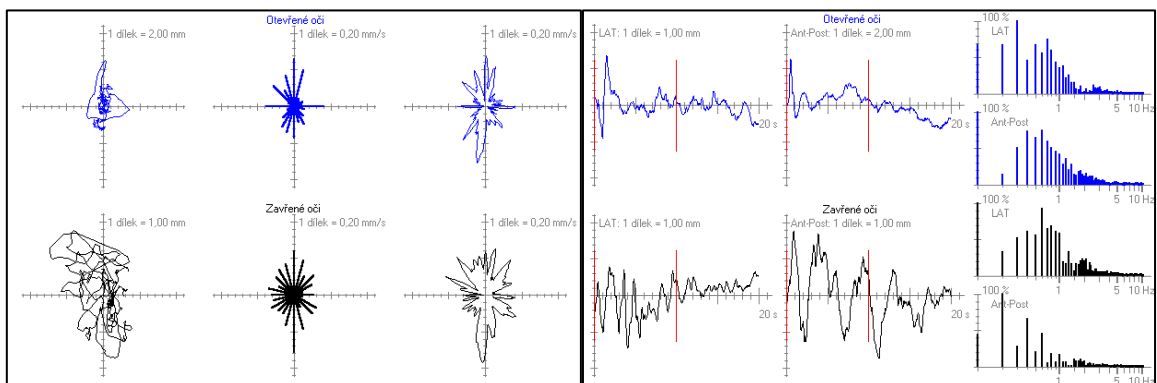 Otevřené oči
1 dílek = 2,00 mm
1 dílek = 0,20 mm/s
1 dílek = 0,20 mm/s
Zavřené oči
1 dílek = 1,00 mm
1 dílek = 0,20 mm/s
1 dílek = 0,20 mm/s
Otevřené oči
LAT: 1 dílek = 1,00 mm
Ant-Post: 1 dílek = 2,00 mm
20 s
20 s
100 %
LAT
1
5
10 Hz
100 %
Ant-Post
1
5
10 Hz
Zavřené oči
LAT: 1 dílek = 1,00 mm
Ant-Post: 1 dílek = 1,00 mm
20 s
20 s
100 %
LAT
1
5
10 Hz
100 %
Ant-Post
1
5
10 Hz